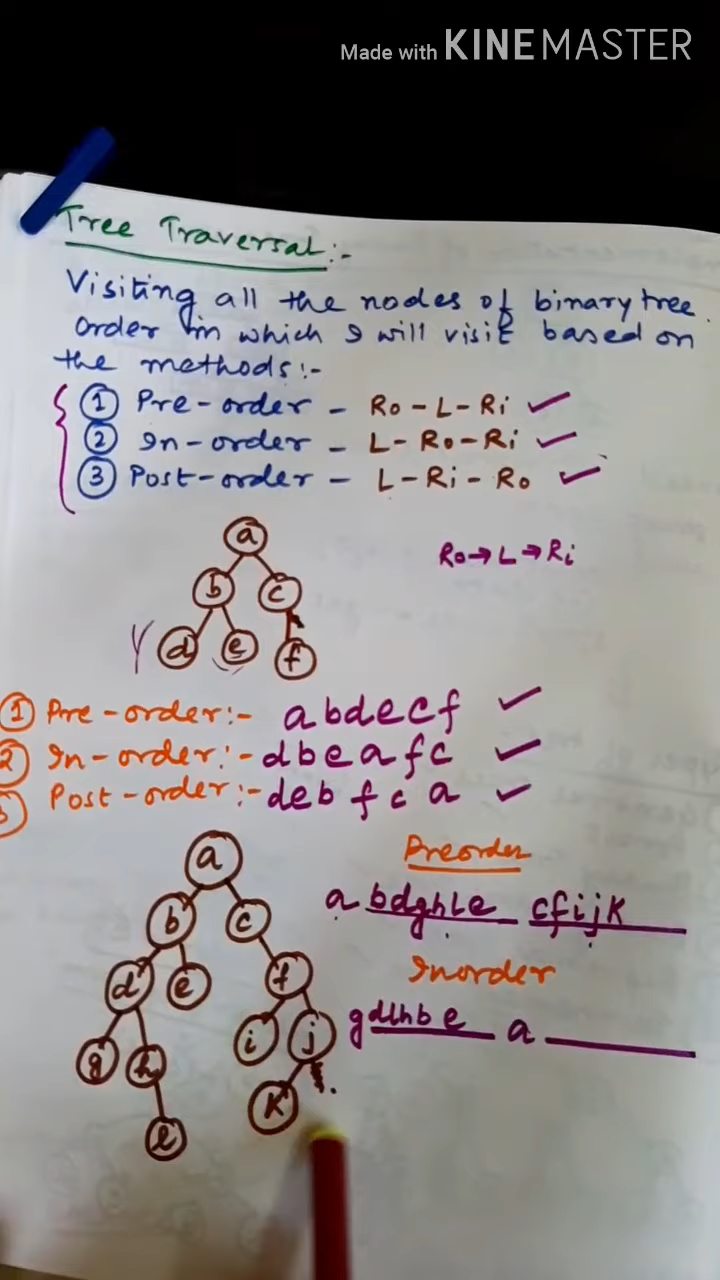 Made with KINEMASTER
Tree Traversal:-
Visiting all the nodes of binary tree.
Order in which I will visit based on
the methods:-
① Pre-order - Ro-L-Ri
② In-order - L-Ro-Ri
③ Post-order - L-Ri-Ro
a
Ro→L→Ri
b c
d e f
① Pre-order:- abdecf
② In-order:- dbeafc
3 Post-order:- deb f c a
a
Preorder
a bdghle cfijk
b c
d e f
Inorder
gdlhb e a
i j
g h
k
l